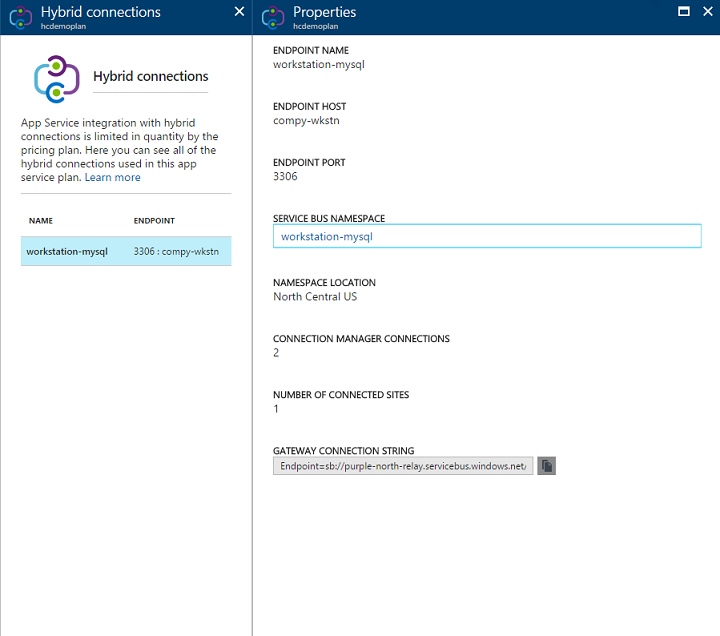 Hybrid connections
hcdemoplan
Hybrid connections
App Service integration with hybrid
connections is limited in quantity by the
pricing plan. Here you can see all of the
hybrid connections used in this app
service plan. Learn more
NAME ENDPOINT
workstation-mysql 3306 : compy-wkstn
Properties
hcdemoplan
ENDPOINT NAME
workstation-mysql
ENDPOINT HOST
compy-wkstn
ENDPOINT PORT
3306
SERVICE BUS NAMESPACE
workstation-mysql
NAMESPACE LOCATION
North Central US
CONNECTION MANAGER CONNECTIONS
2
NUMBER OF CONNECTED SITES
1
GATEWAY CONNECTION STRING
Endpoint=sb://purple-north-relay.servicebus.windows.net/